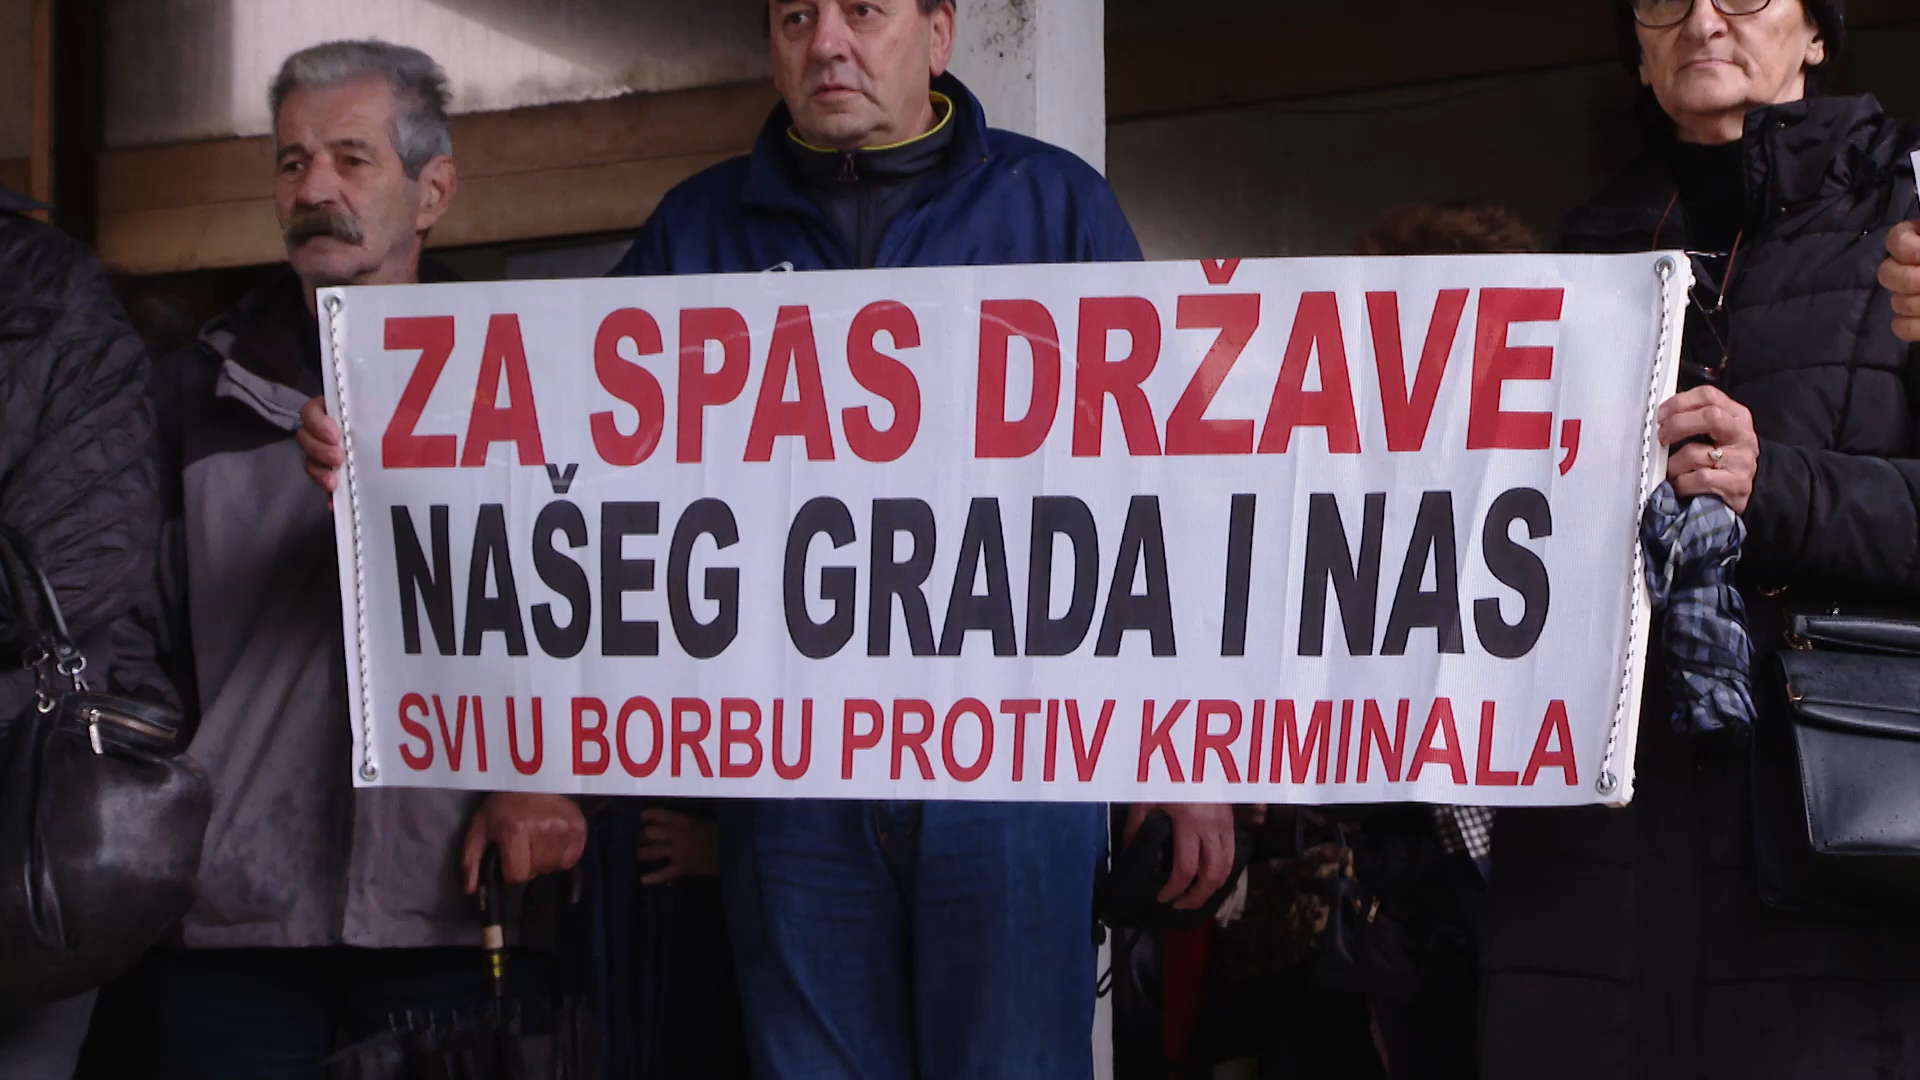 ZA SPAS DRŽAVE,
NAŠEG GRADA I NAS
SVI U BORBU PROTIV KRIMINALA